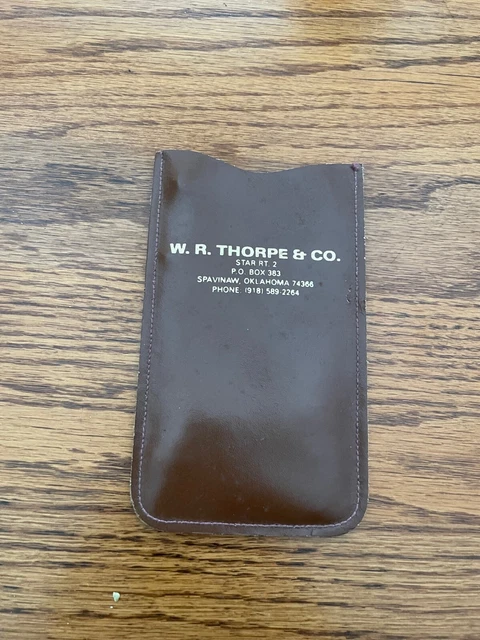 W. R. THORPE & CO.
STAR RT. 2
P.O. BOX 383
SPAVINAW, OKLAHOMA 74366
PHONE: (918) 589-2264